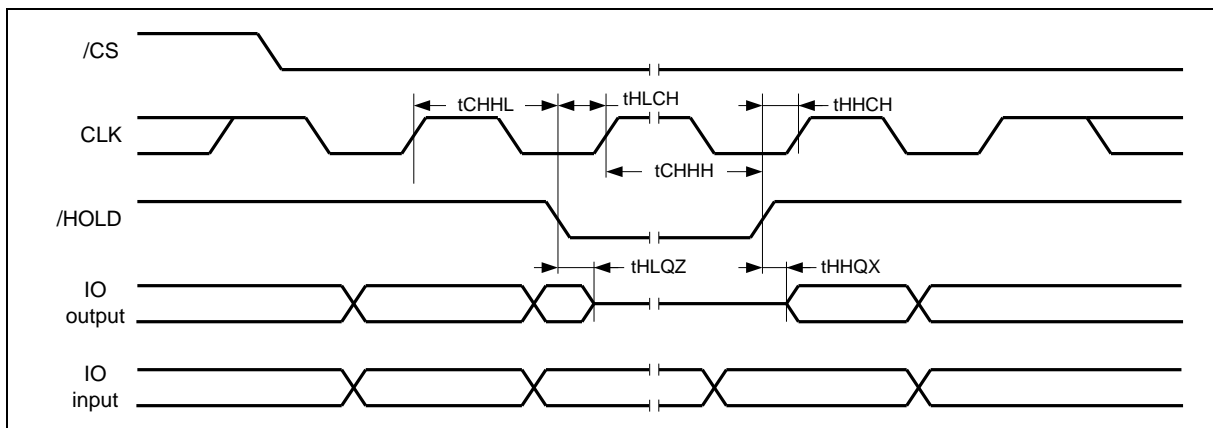 /CS
tCHHL
tHLCH
tHHCH
CLK
tCHHH
/HOLD
tHLQZ
tHHQX
IO
output
IO
input